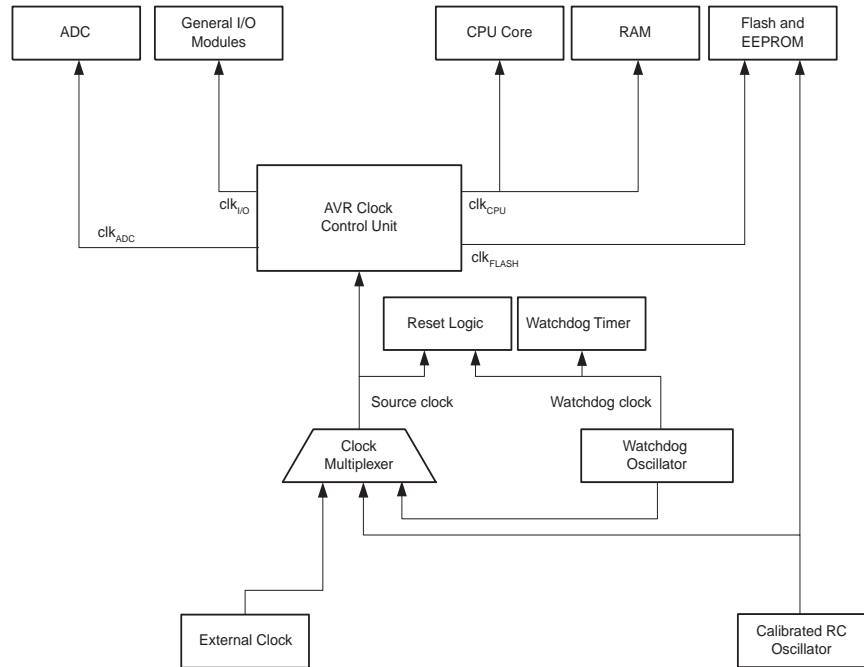 ADC
General I/O
Modules
CPU Core
RAM
Flash and
EEPROM
clkI/O
AVR Clock
Control Unit
clkCPU
clkADC
clkFLASH
Reset Logic
Watchdog Timer
Source clock
Watchdog clock
Clock
Multiplexer
Watchdog
Oscillator
External Clock
Calibrated RC
Oscillator